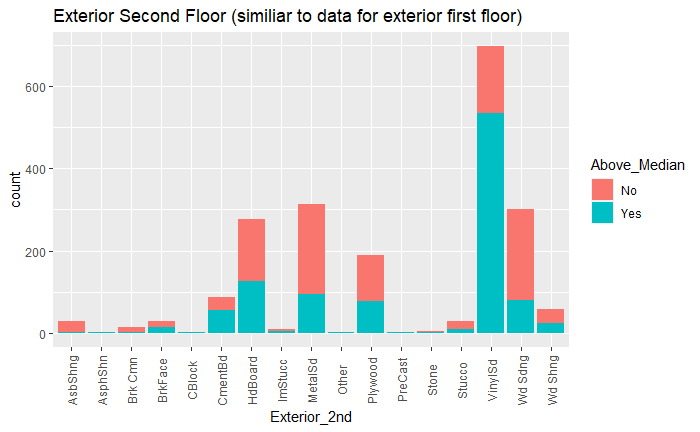 Exterior Second Floor (similiar to data for exterior first floor)
600
400
200
0
count
AsbShng
AsphShn
Brk Cmn
BrkFace
CBlock
CmentBd
HdBoard
ImStucc
MetalSd
Other
Plywood
PreCast
Stone
Stucco
VinylSd
Wd Sdng
Wd Shng
Exterior_2nd
Above_Median
No
Yes